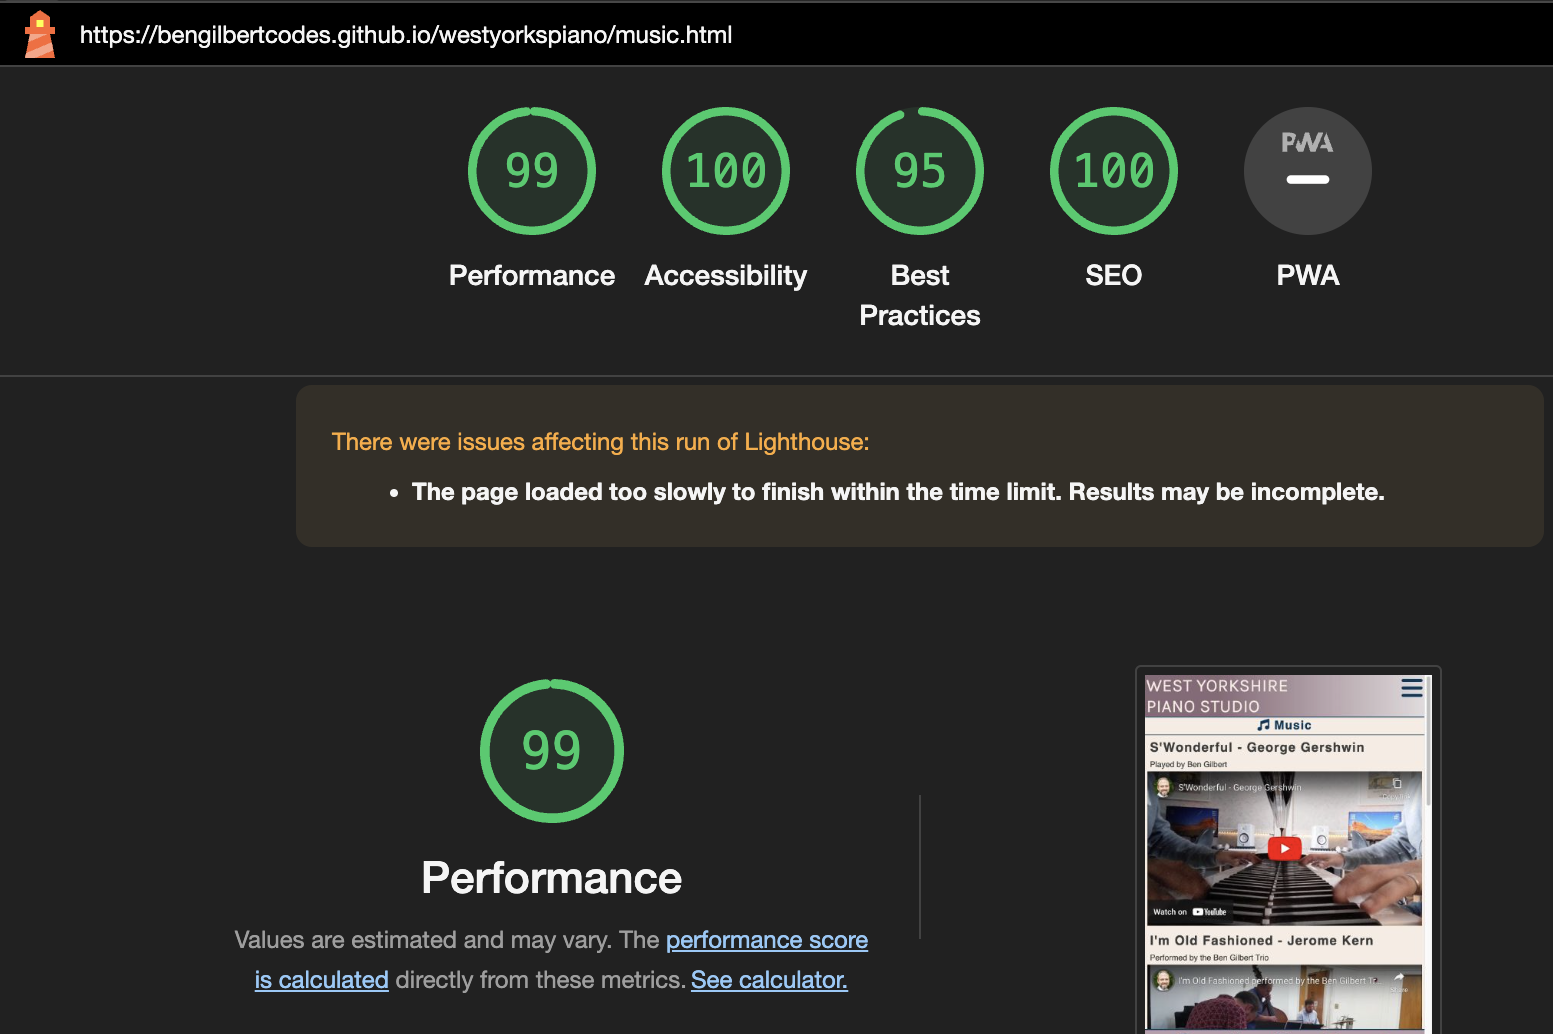 https://bengilbertcodes.github.io/westyorkspiano/music.html
99
100
95
100
PWA
Performance
Accessibility
Best
Practices
SEO
PWA
There were issues affecting this run of Lighthouse:
• The page loaded too slowly to finish within the time limit. Results may be incomplete.
99
Performance
Values are estimated and may vary. The performance score
is calculated directly from these metrics. See calculator.
WEST YORKSHIRE
PIANO STUDIO
Music
S'Wonderful - George Gershwin
Played by Ben Gilbert
S'Wonderful - George Gershwin
Watch on YouTube
I'm Old Fashioned - Jerome Kern
Performed by the Ben Gilbert Trio
I'm Old Fashioned performed by the Ben Gilbert T...